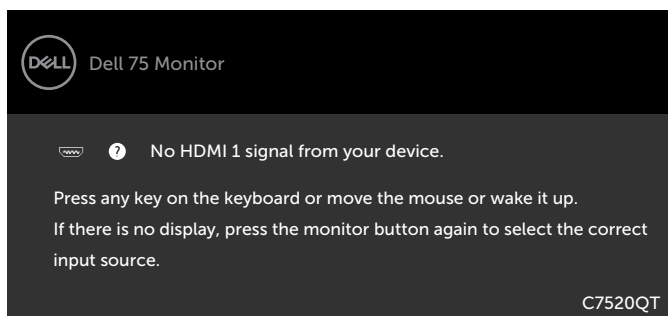 DELL Dell 75 Monitor
? No HDMI 1 signal from your device.
Press any key on the keyboard or move the mouse or wake it up.
If there is no display, press the monitor button again to select the correct
input source.
C7520QT